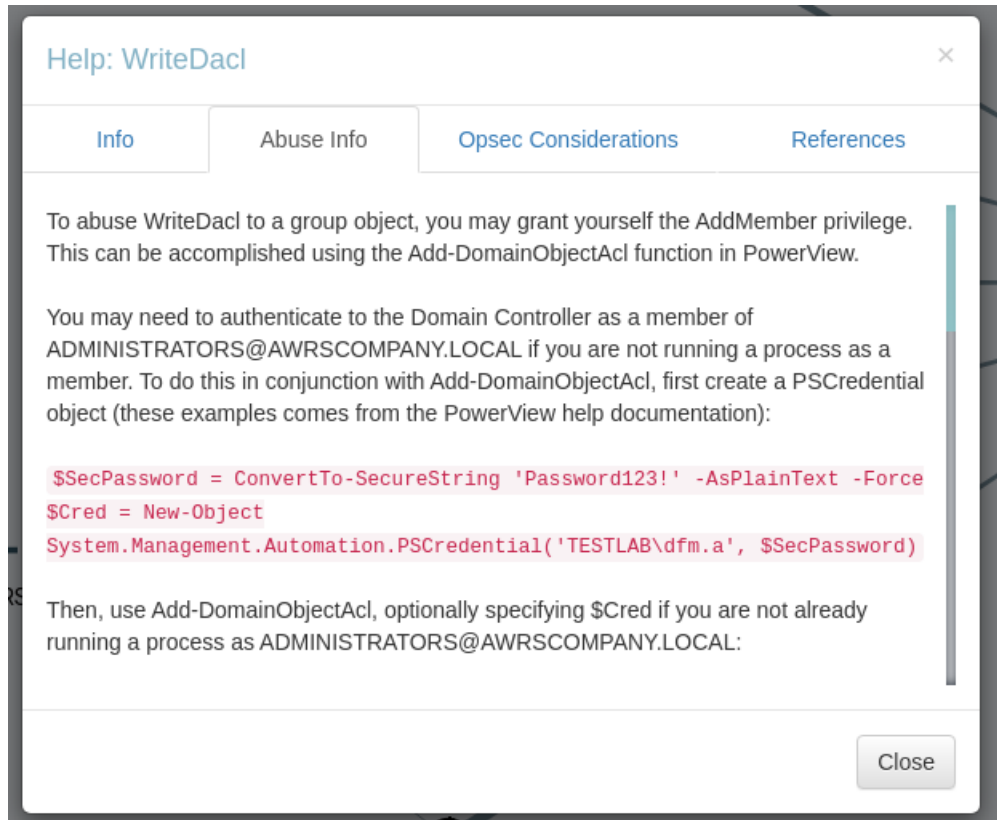 Help: WriteDacl
×
Info
Abuse Info
Opsec Considerations
References
To abuse WriteDacl to a group object, you may grant yourself the AddMember privilege.
This can be accomplished using the Add-DomainObjectAcl function in PowerView.
You may need to authenticate to the Domain Controller as a member of
ADMINISTRATORS@AWRSCOMPANY.LOCAL if you are not running a process as a
member. To do this in conjunction with Add-DomainObjectAcl, first create a PSCredential
object (these examples comes from the PowerView help documentation):
$SecPassword = ConvertTo-SecureString 'Password123!' -AsPlainText -Force
$Cred = New-Object
System.Management.Automation.PSCredential('TESTLAB\dfm.a', $SecPassword)
Then, use Add-DomainObjectAcl, optionally specifying $Cred if you are not already
running a process as ADMINISTRATORS@AWRSCOMPANY.LOCAL:
Close